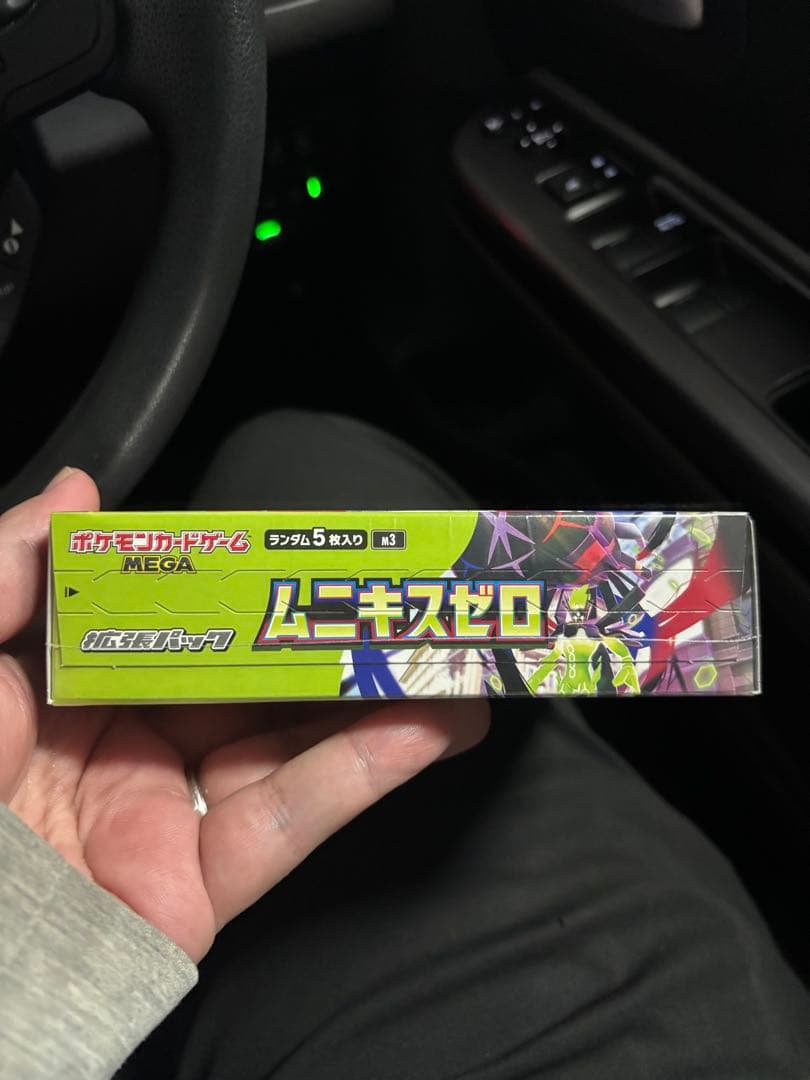 ポケモンカードゲーム
MEGA
ランダム5枚入り
M3
拡張パック
ムニキスゼロ